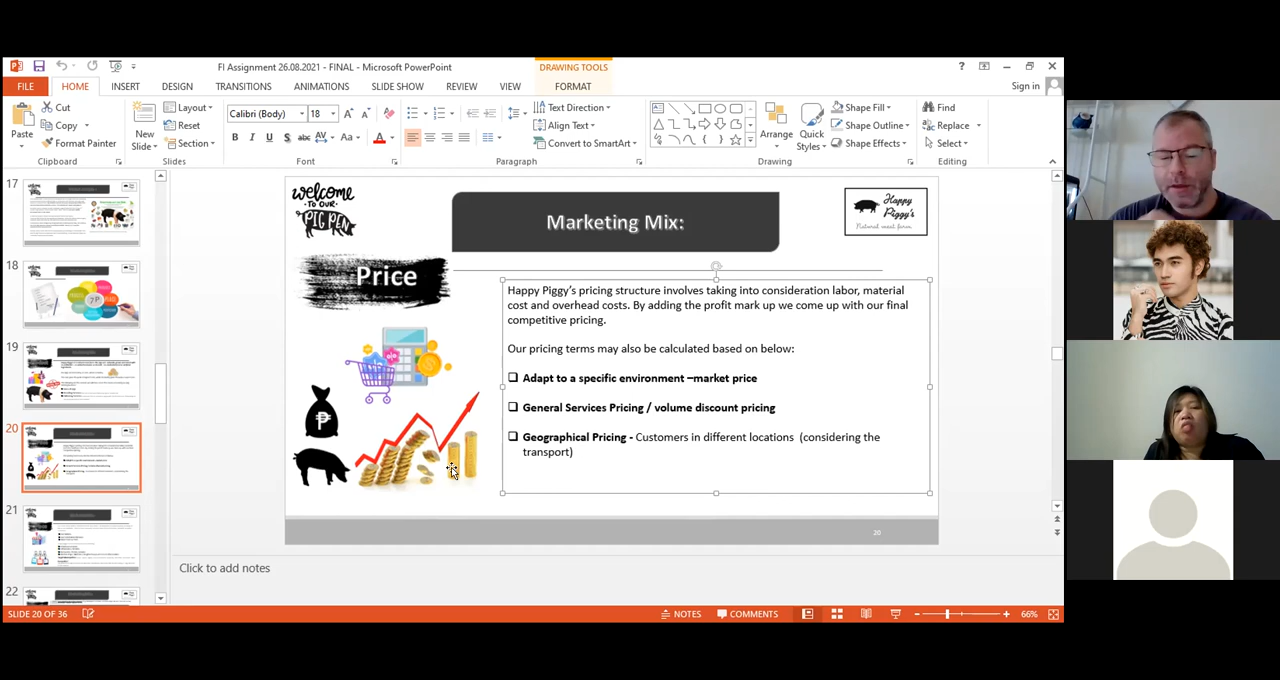 FI Assignment 26.08.2021 - FINAL - Microsoft PowerPoint
DRAWING TOOLS
Sign in
FILE HOME INSERT DESIGN TRANSITIONS ANIMATIONS SLIDE SHOW REVIEW VIEW FORMAT
Paste
Cut
Copy
Format Painter
Clipboard
New Slide
Layout
Reset
Section
Slides
Calibri (Body) 18
Font
Text Direction
Align Text
Convert to SmartArt
Paragraph
Arrange
Quick Styles
Shape Fill
Shape Outline
Shape Effects
Drawing
Find
Replace
Select
Editing
17
18
19
20
21
22
welcome
TO OUR
PIG PEN
Marketing Mix:
Happy
Piggy's
Natural meat farm
Price
Happy Piggy's pricing structure involves taking into consideration labor, material
cost and overhead costs. By adding the profit mark up we come up with our final
competitive pricing.
Our pricing terms may also be calculated based on below:
Adapt to a specific environment –market price
General Services Pricing / volume discount pricing
Geographical Pricing - Customers in different locations. (considering the
transport)
20
Click to add notes
SLIDE 20 OF 36
NOTES
COMMENTS
66%